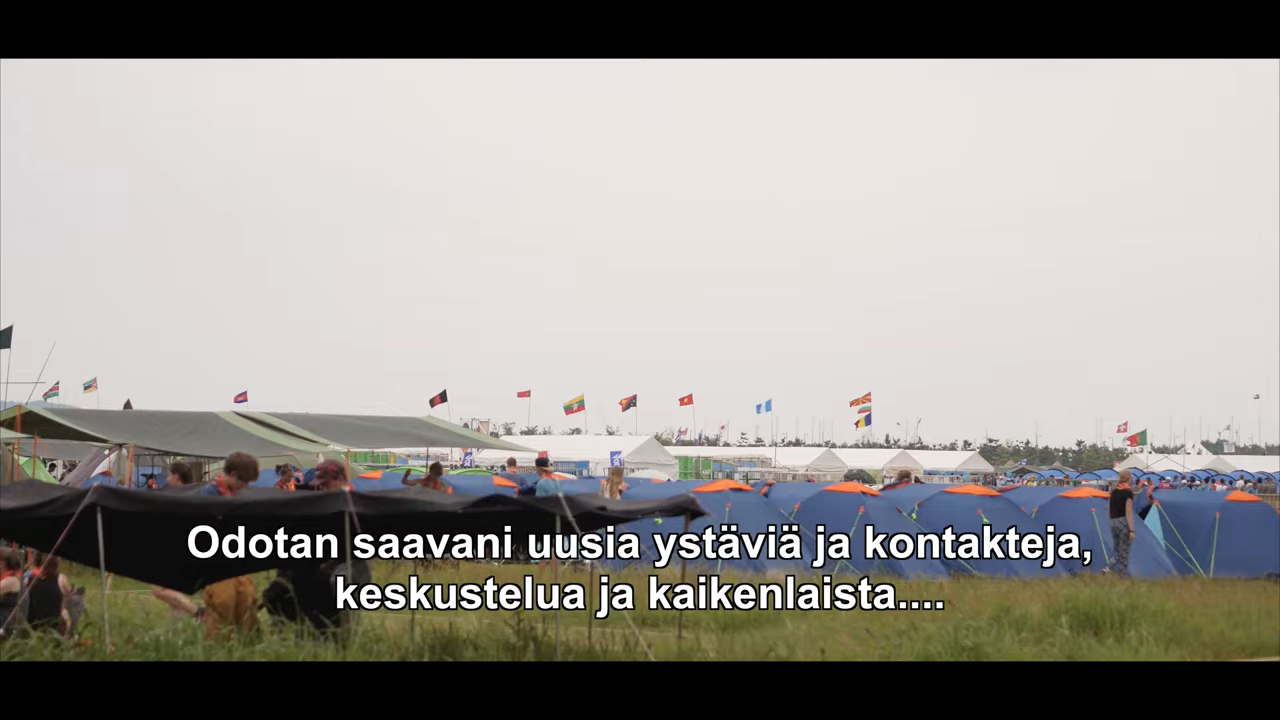 Odotan saavani uusia ystäviä ja kontakteja,
keskustelua ja kaikenlaista....